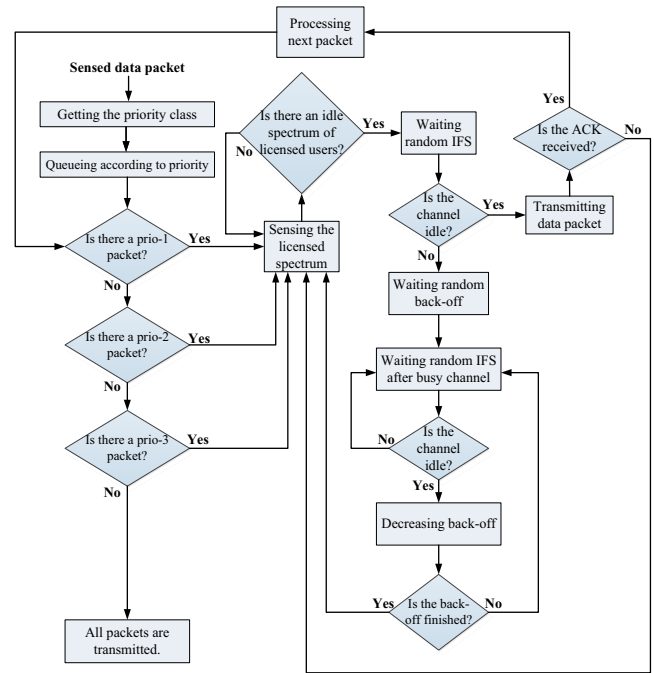 Processing
next packet
Sensed data packet
Getting the priority class
Queueing according to priority
Is there a prio-1
packet?
Yes
No
Is there a prio-2
packet?
Yes
No
Is there a prio-3
packet?
Yes
No
All packets are
transmitted.
Is there an idle
spectrum of
licensed users?
Yes
No
Sensing the
licensed
spectrum
Waiting
random IFS
Is the
channel
idle?
Yes
No
Transmitting
data packet
Is the ACK
received?
Yes
No
Waiting random
back-off
Waiting random IFS
after busy channel
Is the
channel
idle?
No
Yes
Decreasing back-off
Is the back-
off finished?
Yes
No